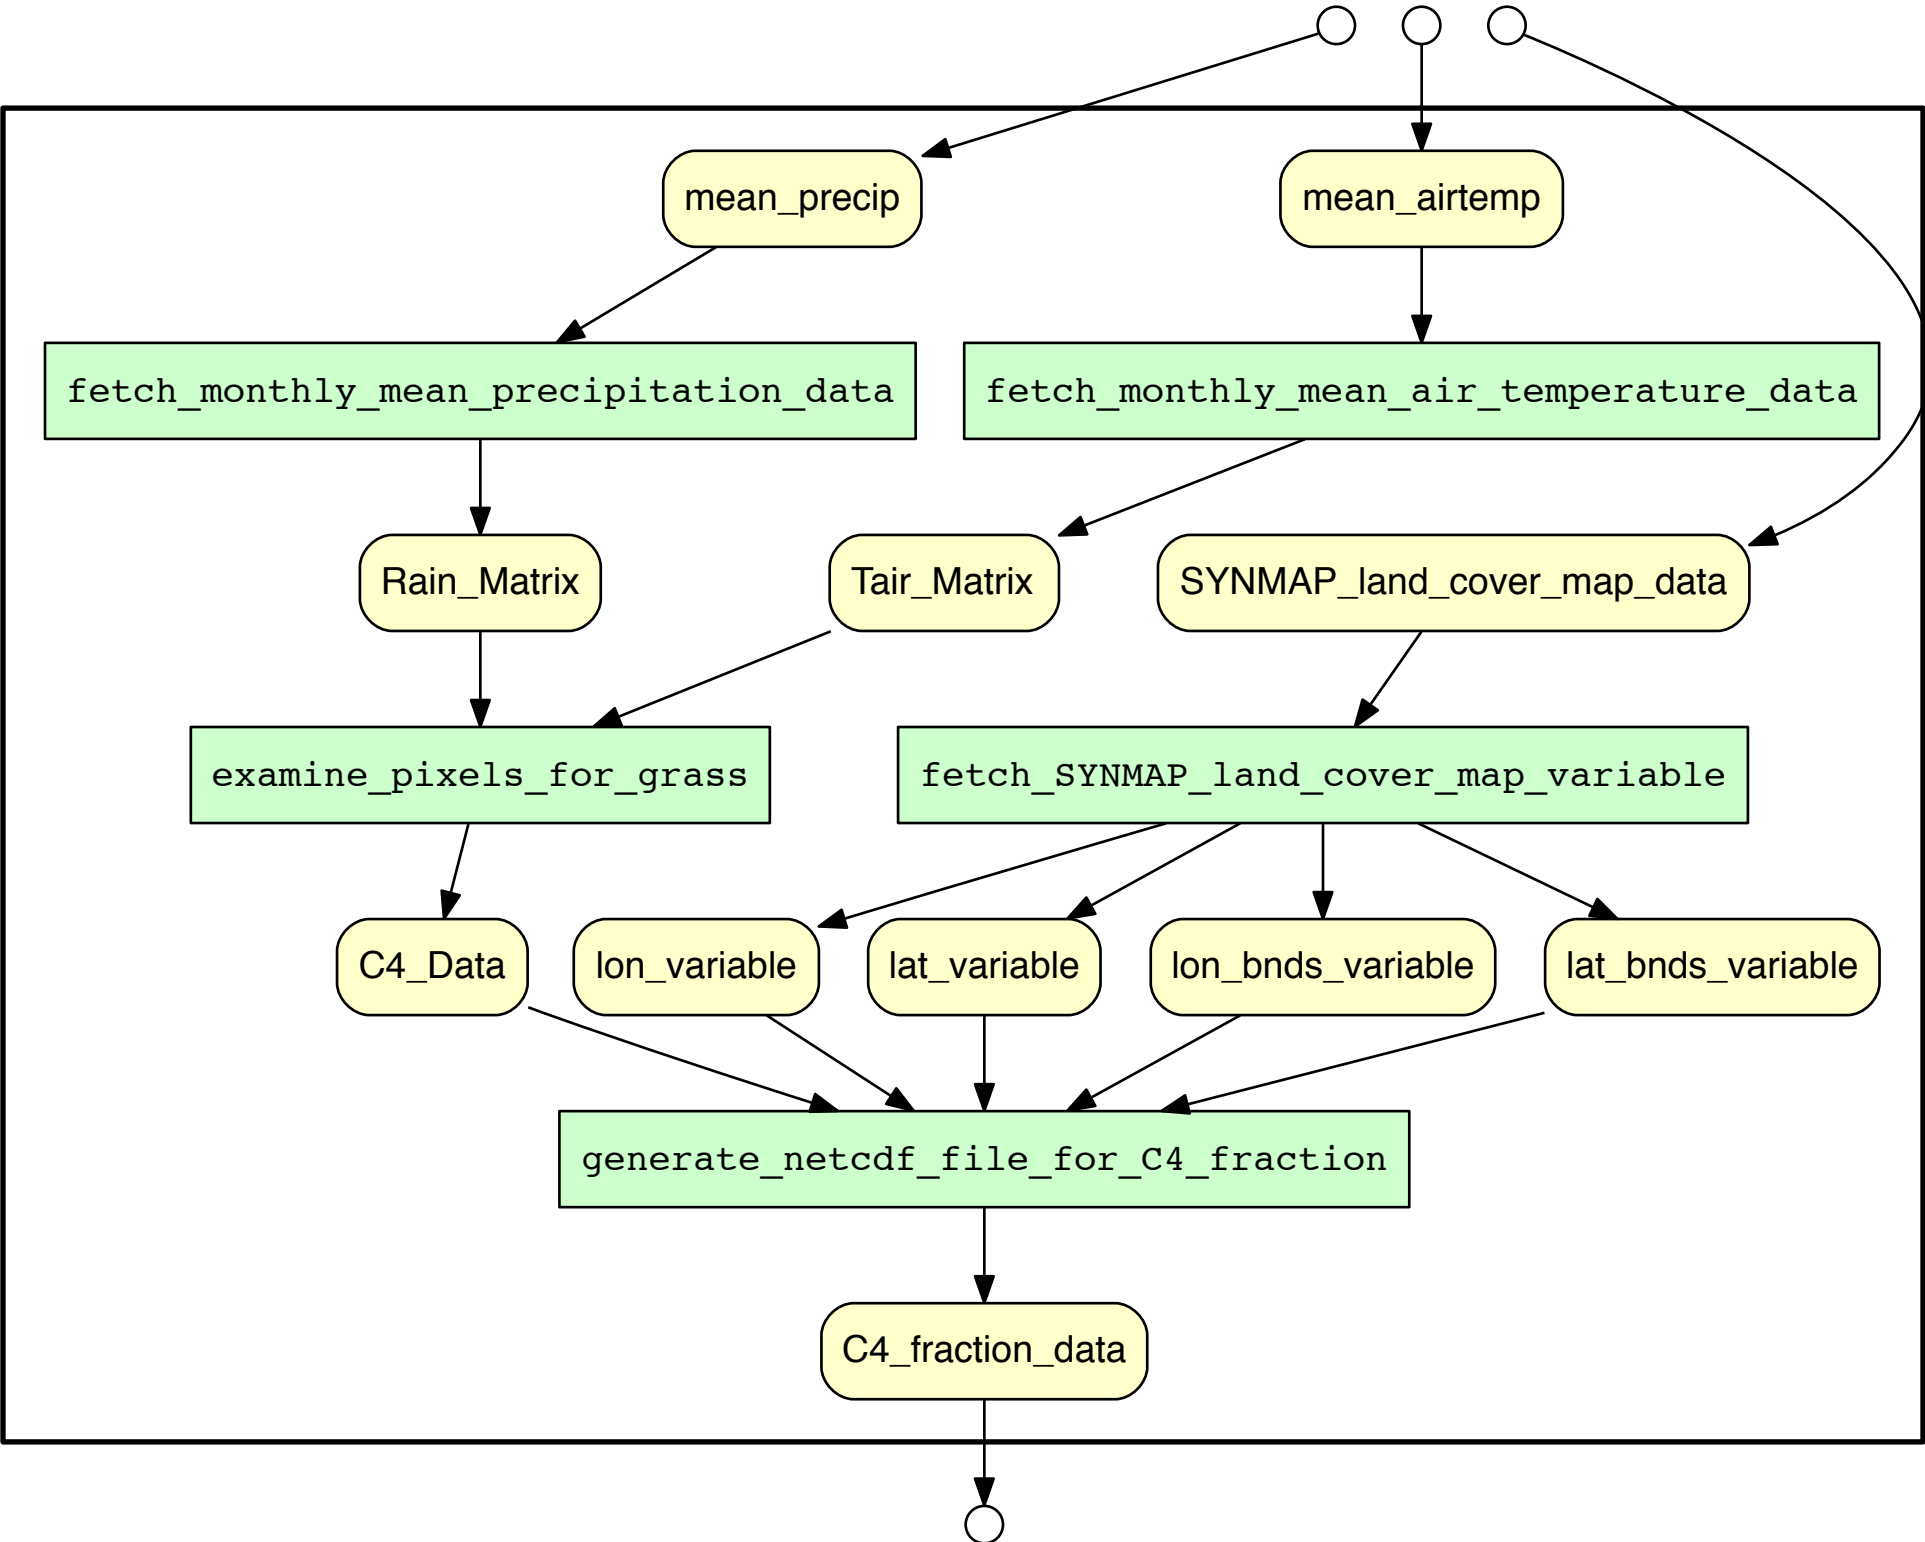 mean_precip
mean_airtemp
fetch_monthly_mean_precipitation_data
fetch_monthly_mean_air_temperature_data
Rain_Matrix
Tair_Matrix
SYNMAP_land_cover_map_data
examine_pixels_for_grass
fetch_SYNMAP_land_cover_map_variable
C4_Data
lon_variable
lat_variable
lon_bnds_variable
lat_bnds_variable
generate_netcdf_file_for_C4_fraction
C4_fraction_data